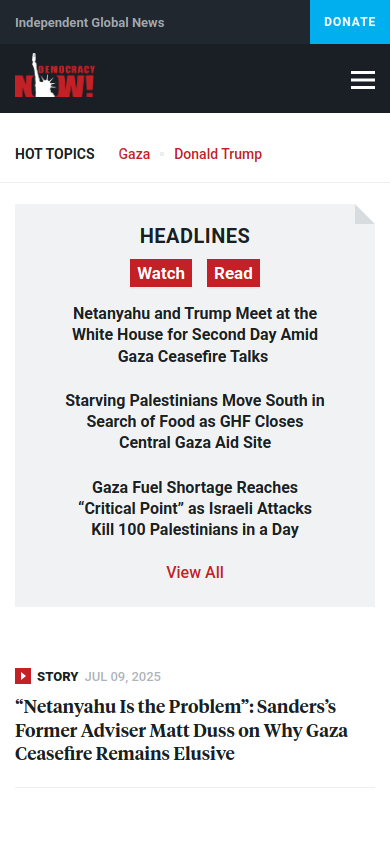 Independent Global News
DONATE
DEMOCRACY
NOW!
HOT TOPICS
Gaza
Donald Trump
HEADLINES
Watch
Read
Netanyahu and Trump Meet at the
White House for Second Day Amid
Gaza Ceasefire Talks
Starving Palestinians Move South in
Search of Food as GHF Closes
Central Gaza Aid Site
Gaza Fuel Shortage Reaches
“Critical Point” as Israeli Attacks
Kill 100 Palestinians in a Day
View All
STORY JUL 09, 2025
“Netanyahu Is the Problem”: Sanders’s
Former Adviser Matt Duss on Why Gaza
Ceasefire Remains Elusive